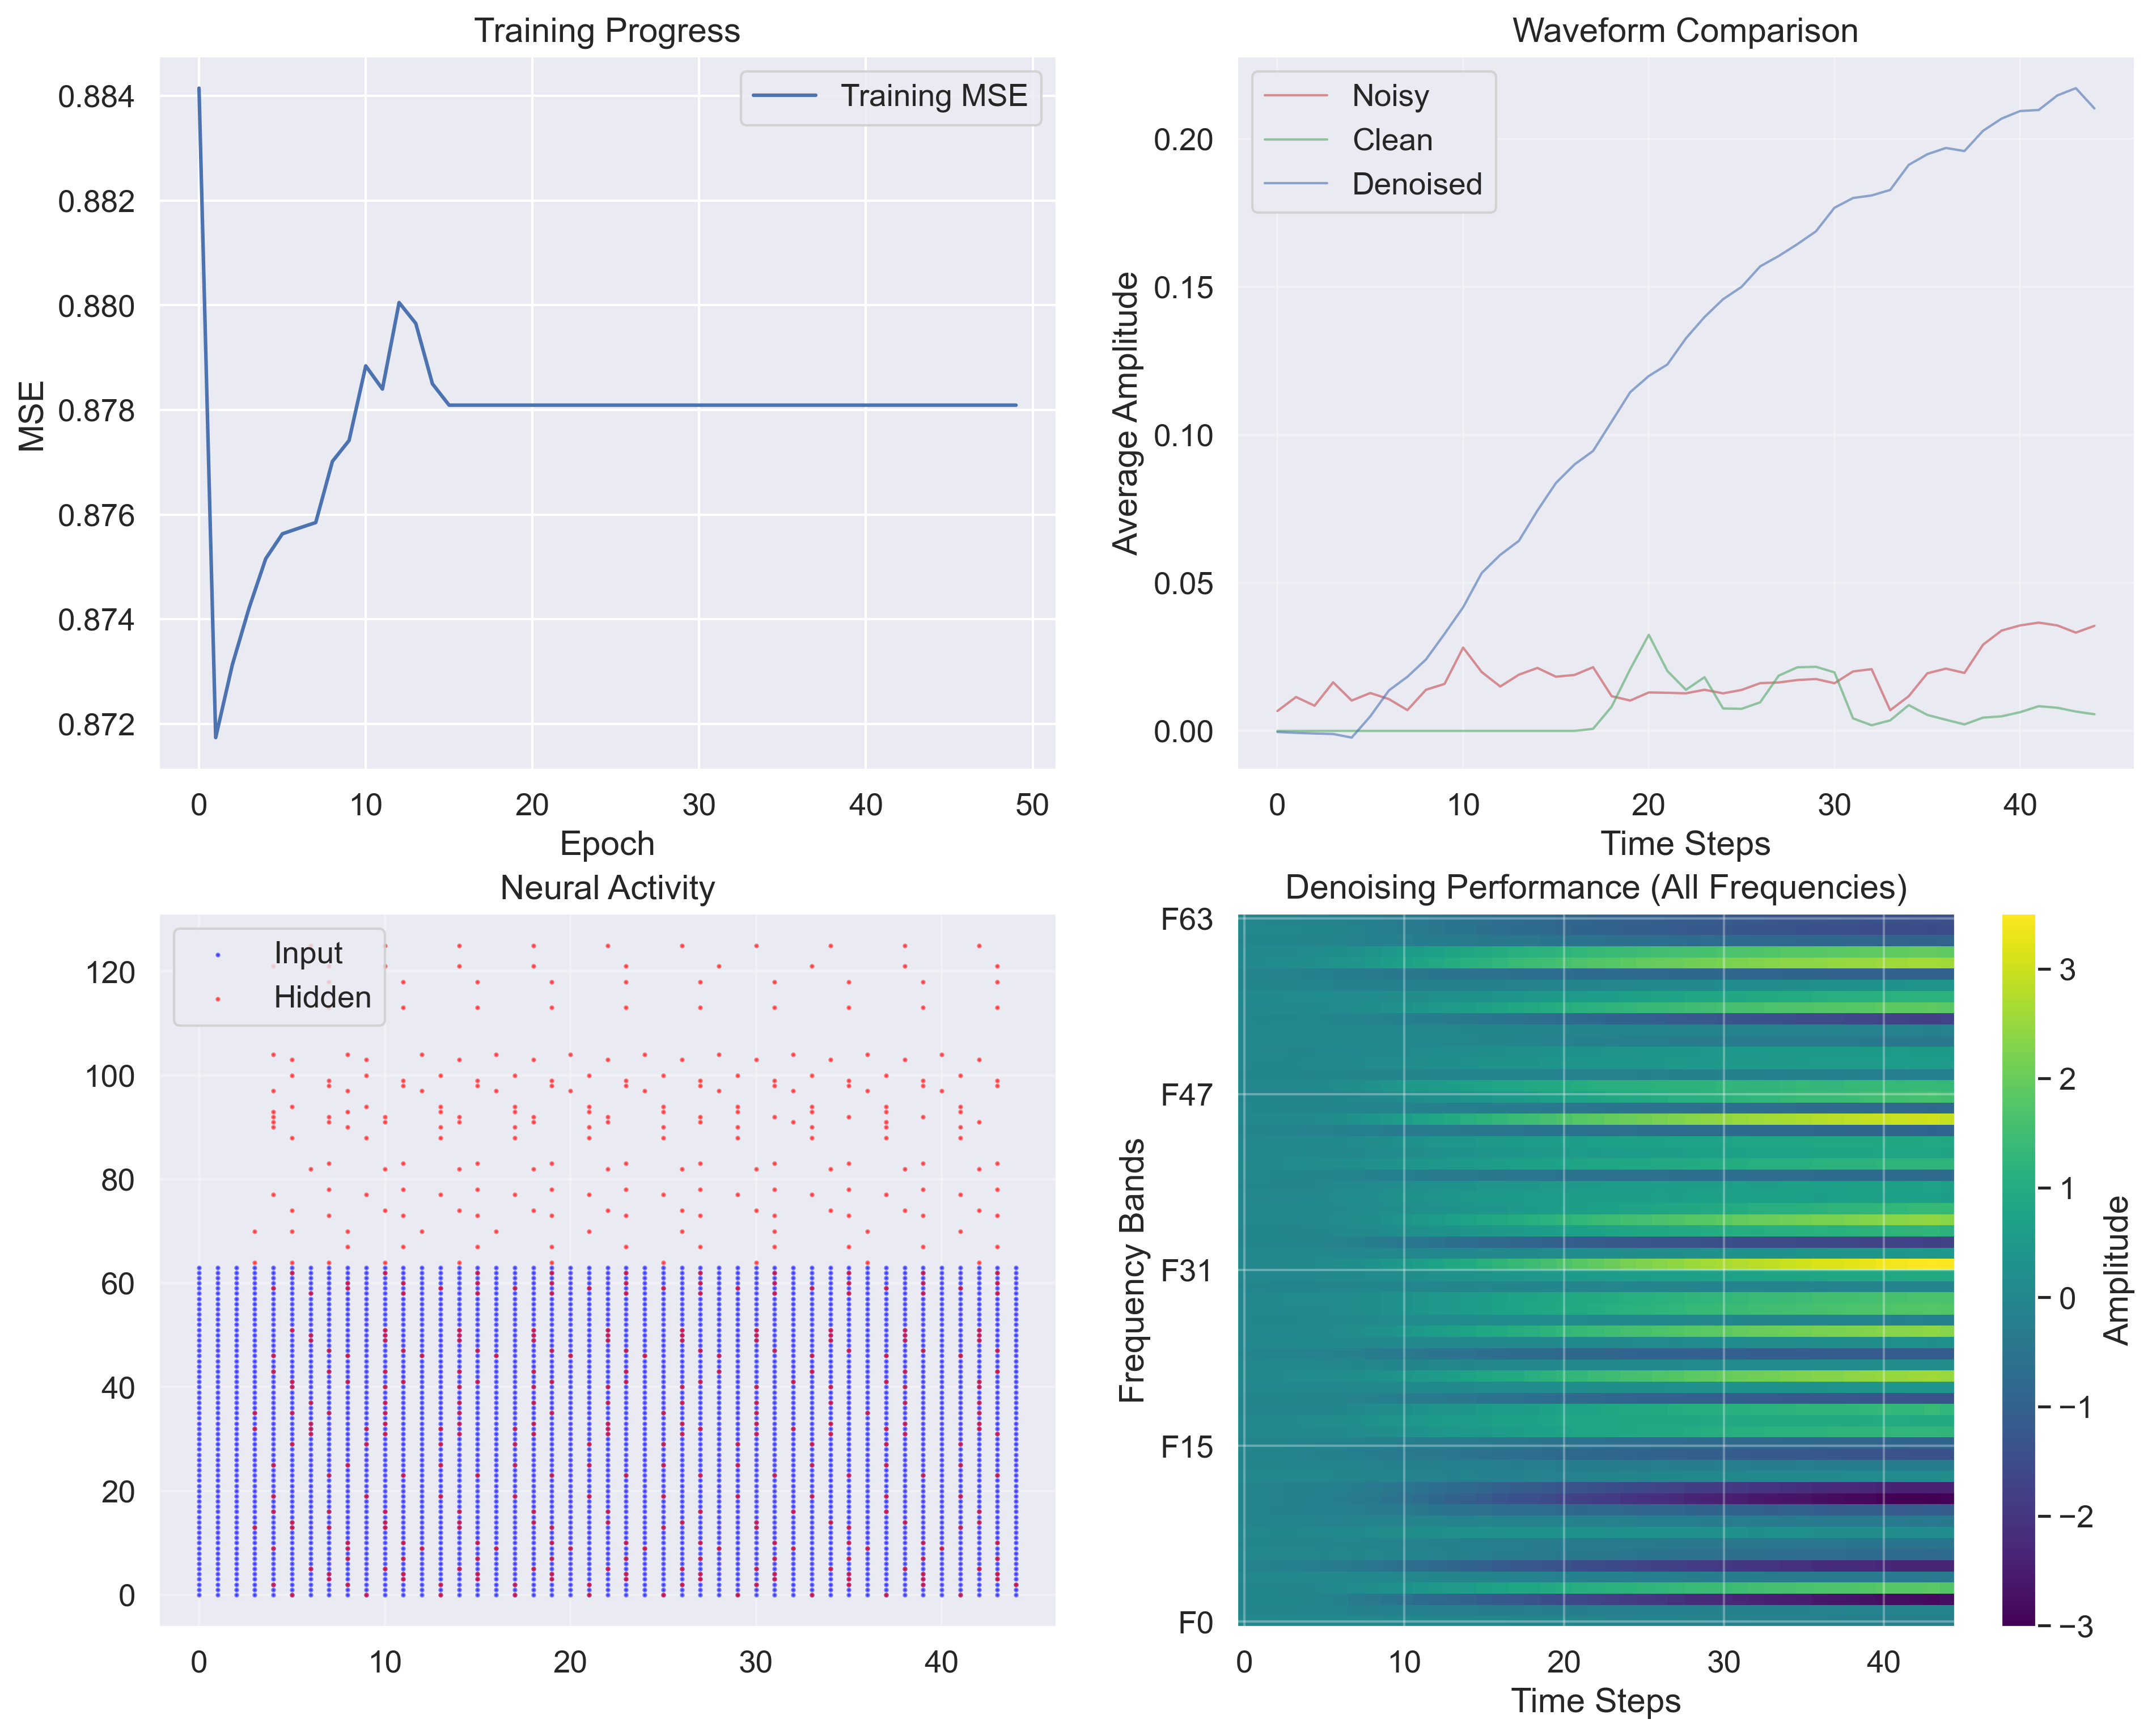 Training Progress
Training MSE
0.884
0.882
0.880
0.878
0.876
0.874
0.872
MSE
0 10 20 30 40 50
Epoch
Waveform Comparison
Noisy
Clean
Denoised
0.20
0.15
0.10
0.05
0.00
Average Amplitude
0 10 20 30 40
Time Steps
Neural Activity
Input
Hidden
120
100
80
60
40
20
0
0 10 20 30 40
Denoising Performance (All Frequencies)
F63
F47
F31
F15
F0
Frequency Bands
0 10 20 30 40
Time Steps
3
2
1
0
−1
−2
−3
Amplitude